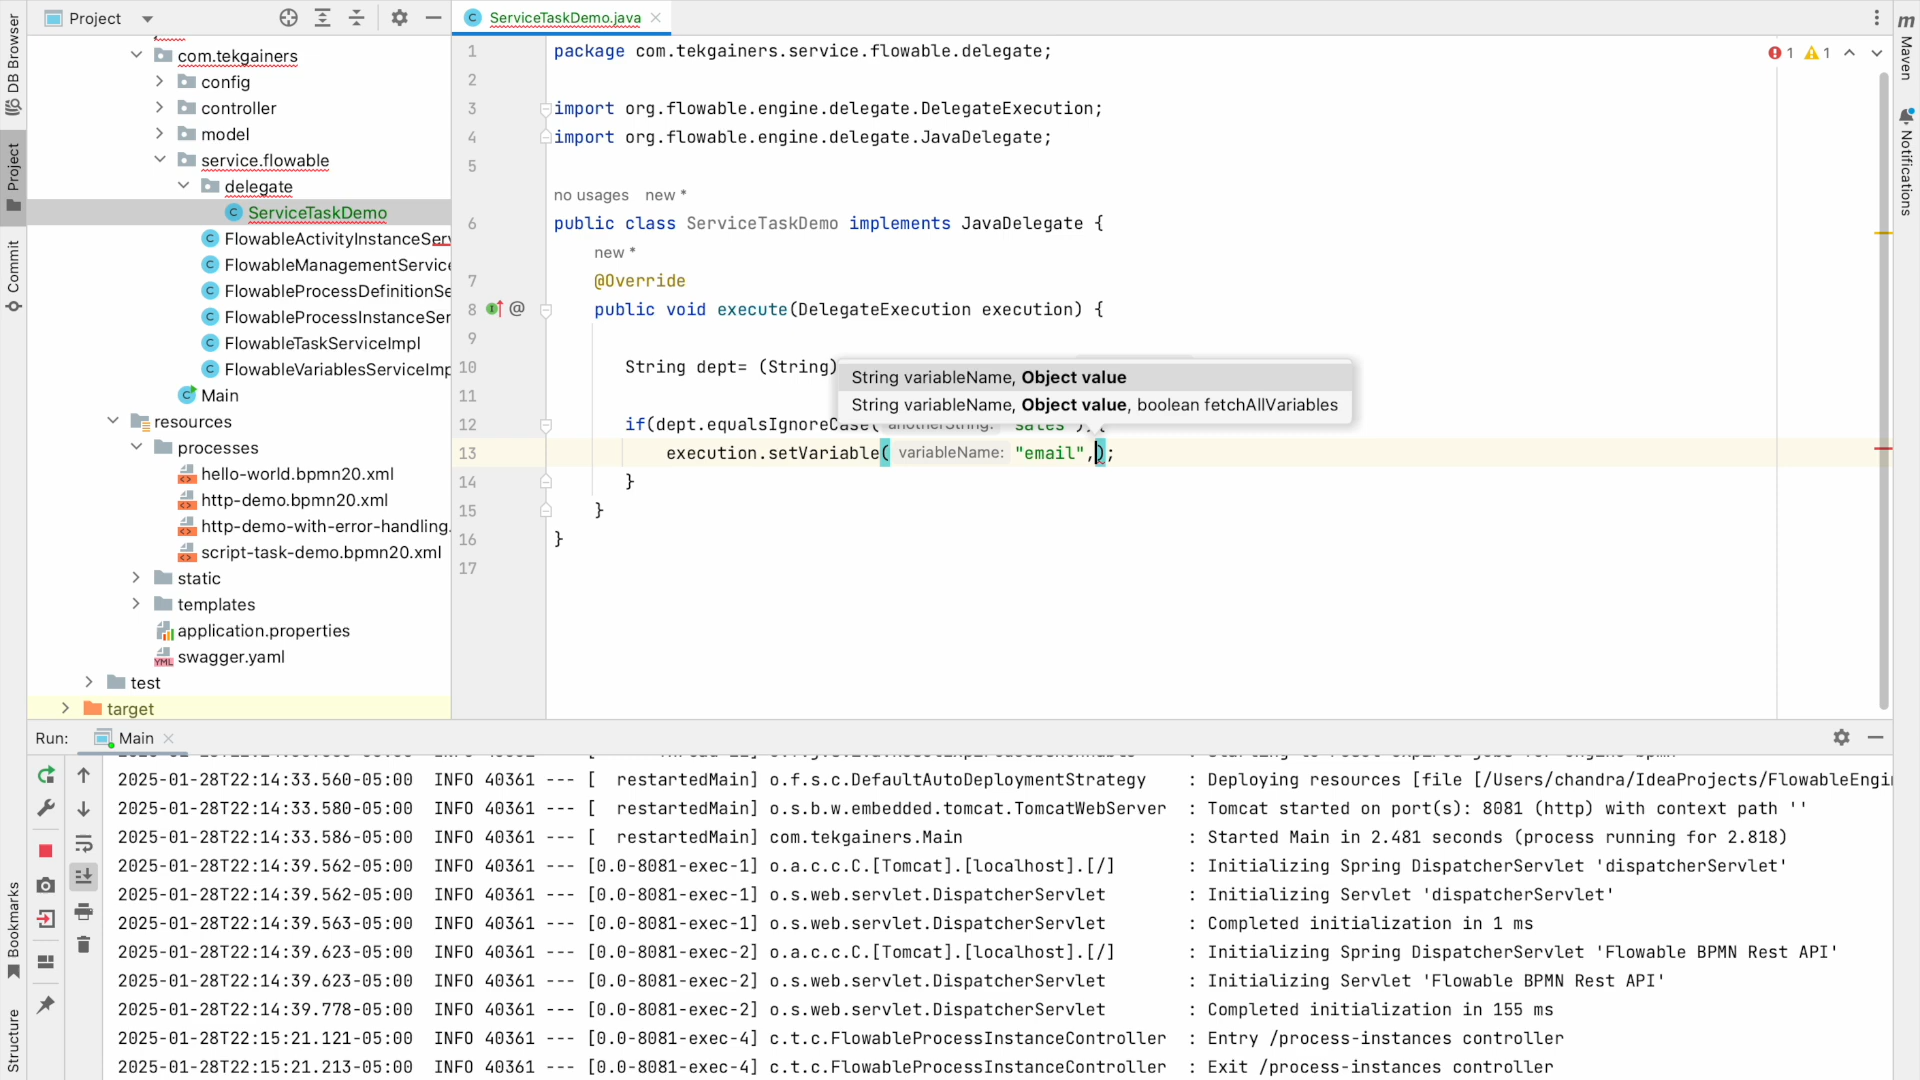 Project
ServiceTaskDemo.java
DB Browser
Project
Commit
Bookmarks
Structure
com.tekgainers
config
controller
model
service.flowable
delegate
ServiceTaskDemo
FlowableActivityInstanceSer
FlowableManagementService
FlowableProcessDefinitionSe
FlowableProcessInstanceSer
FlowableTaskServiceImpl
FlowableVariablesServiceImp
Main
resources
processes
hello-world.bpmn20.xml
http-demo.bpmn20.xml
http-demo-with-error-handling.
script-task-demo.bpmn20.xml
static
templates
application.properties
swagger.yaml
test
target
1 package com.tekgainers.service.flowable.delegate;
1 1
2
3 import org.flowable.engine.delegate.DelegateExecution;
4 import org.flowable.engine.delegate.JavaDelegate;
5
no usages new *
6 public class ServiceTaskDemo implements JavaDelegate {
new *
7 @Override
8 public void execute(DelegateExecution execution) {
9
10 String dept= (String)
String variableName, Object value
String variableName, Object value, boolean fetchAllVariables
11
12 if(dept.equalsIgnoreCase( anotherString: "sales")){
13 execution.setVariable( variableName: "email",);
14 }
15 }
16 }
17
Maven
Notifications
Run: Main
2025-01-28T22:14:33.560-05:00 INFO 40361 --- [ restartedMain] o.f.s.c.DefaultAutoDeploymentStrategy : Deploying resources [file [/Users/chandra/IdeaProjects/FlowableEngi
2025-01-28T22:14:33.580-05:00 INFO 40361 --- [ restartedMain] o.s.b.w.embedded.tomcat.TomcatWebServer : Tomcat started on port(s): 8081 (http) with context path ''
2025-01-28T22:14:33.586-05:00 INFO 40361 --- [ restartedMain] com.tekgainers.Main : Started Main in 2.481 seconds (process running for 2.818)
2025-01-28T22:14:39.562-05:00 INFO 40361 --- [0.0-8081-exec-1] o.a.c.c.C.[Tomcat].[localhost].[/] : Initializing Spring DispatcherServlet 'dispatcherServlet'
2025-01-28T22:14:39.562-05:00 INFO 40361 --- [0.0-8081-exec-1] o.s.web.servlet.DispatcherServlet : Initializing Servlet 'dispatcherServlet'
2025-01-28T22:14:39.563-05:00 INFO 40361 --- [0.0-8081-exec-1] o.s.web.servlet.DispatcherServlet : Completed initialization in 1 ms
2025-01-28T22:14:39.623-05:00 INFO 40361 --- [0.0-8081-exec-2] o.a.c.c.C.[Tomcat].[localhost].[/] : Initializing Spring DispatcherServlet 'Flowable BPMN Rest API'
2025-01-28T22:14:39.623-05:00 INFO 40361 --- [0.0-8081-exec-2] o.s.web.servlet.DispatcherServlet : Initializing Servlet 'Flowable BPMN Rest API'
2025-01-28T22:14:39.778-05:00 INFO 40361 --- [0.0-8081-exec-2] o.s.web.servlet.DispatcherServlet : Completed initialization in 155 ms
2025-01-28T22:15:21.121-05:00 INFO 40361 --- [0.0-8081-exec-4] c.t.c.FlowableProcessInstanceController : Entry /process-instances controller
2025-01-28T22:15:21.213-05:00 INFO 40361 --- [0.0-8081-exec-4] c.t.c.FlowableProcessInstanceController : Exit /process-instances controller